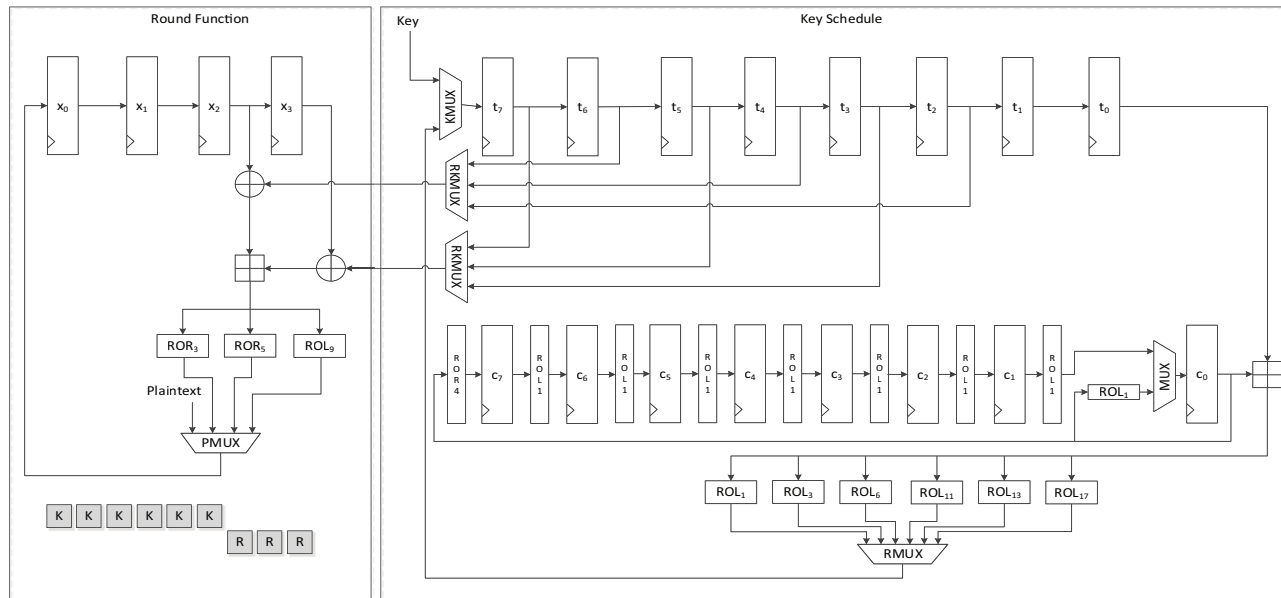 Round Function
Key Schedule
Key
x₀ x₁ x₂ x₃
KMUX
t₇ t₆ t₅ t₄ t₃ t₂ t₁ t₀
RKMUX
RKMUX
ROR₃ ROR₅ ROL₉
Plaintext
PMUX
ROR4 c₇ ROL1 c₆ ROL1 c₅ ROL1 c₄ ROL1 c₃ ROL1 c₂ ROL1 c₁ ROL1 ROL₁ MUX c₀
ROL₁ ROL₃ ROL₆ ROL₁₁ ROL₁₃ ROL₁₇
RMUX
K K K K K K
R R R